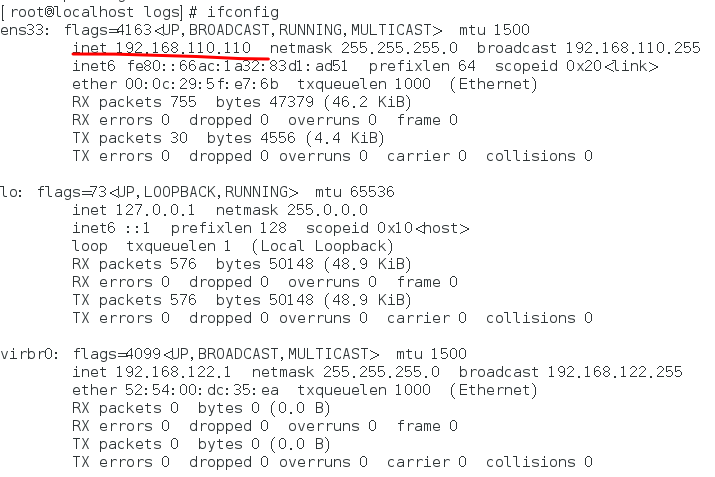 [root@localhost logs]# ifconfig
ens33: flags=4163<UP,BROADCAST,RUNNING,MULTICAST>  mtu 1500
        inet 192.168.110.110  netmask 255.255.255.0  broadcast 192.168.110.255
        inet6 fe80::66ac:1a32:83d1:ad51  prefixlen 64  scopeid 0x20<link>
        ether 00:0c:29:5f:e7:6b  txqueuelen 1000  (Ethernet)
        RX packets 755  bytes 47379 (46.2 KiB)
        RX errors 0  dropped 0  overruns 0  frame 0
        TX packets 30  bytes 4556 (4.4 KiB)
        TX errors 0  dropped 0 overruns 0  carrier 0  collisions 0
lo: flags=73<UP,LOOPBACK,RUNNING>  mtu 65536
        inet 127.0.0.1  netmask 255.0.0.0
        inet6 ::1  prefixlen 128  scopeid 0x10<host>
        loop  txqueuelen 1  (Local Loopback)
        RX packets 576  bytes 50148 (48.9 KiB)
        RX errors 0  dropped 0  overruns 0  frame 0
        TX packets 576  bytes 50148 (48.9 KiB)
        TX errors 0  dropped 0 overruns 0  carrier 0  collisions 0
virbr0: flags=4099<UP,BROADCAST,MULTICAST>  mtu 1500
        inet 192.168.122.1  netmask 255.255.255.0  broadcast 192.168.122.255
        ether 52:54:00:dc:35:ea  txqueuelen 1000  (Ethernet)
        RX packets 0  bytes 0 (0.0 B)
        RX errors 0  dropped 0  overruns 0  frame 0
        TX packets 0  bytes 0 (0.0 B)
        TX errors 0  dropped 0 overruns 0  carrier 0  collisions 0